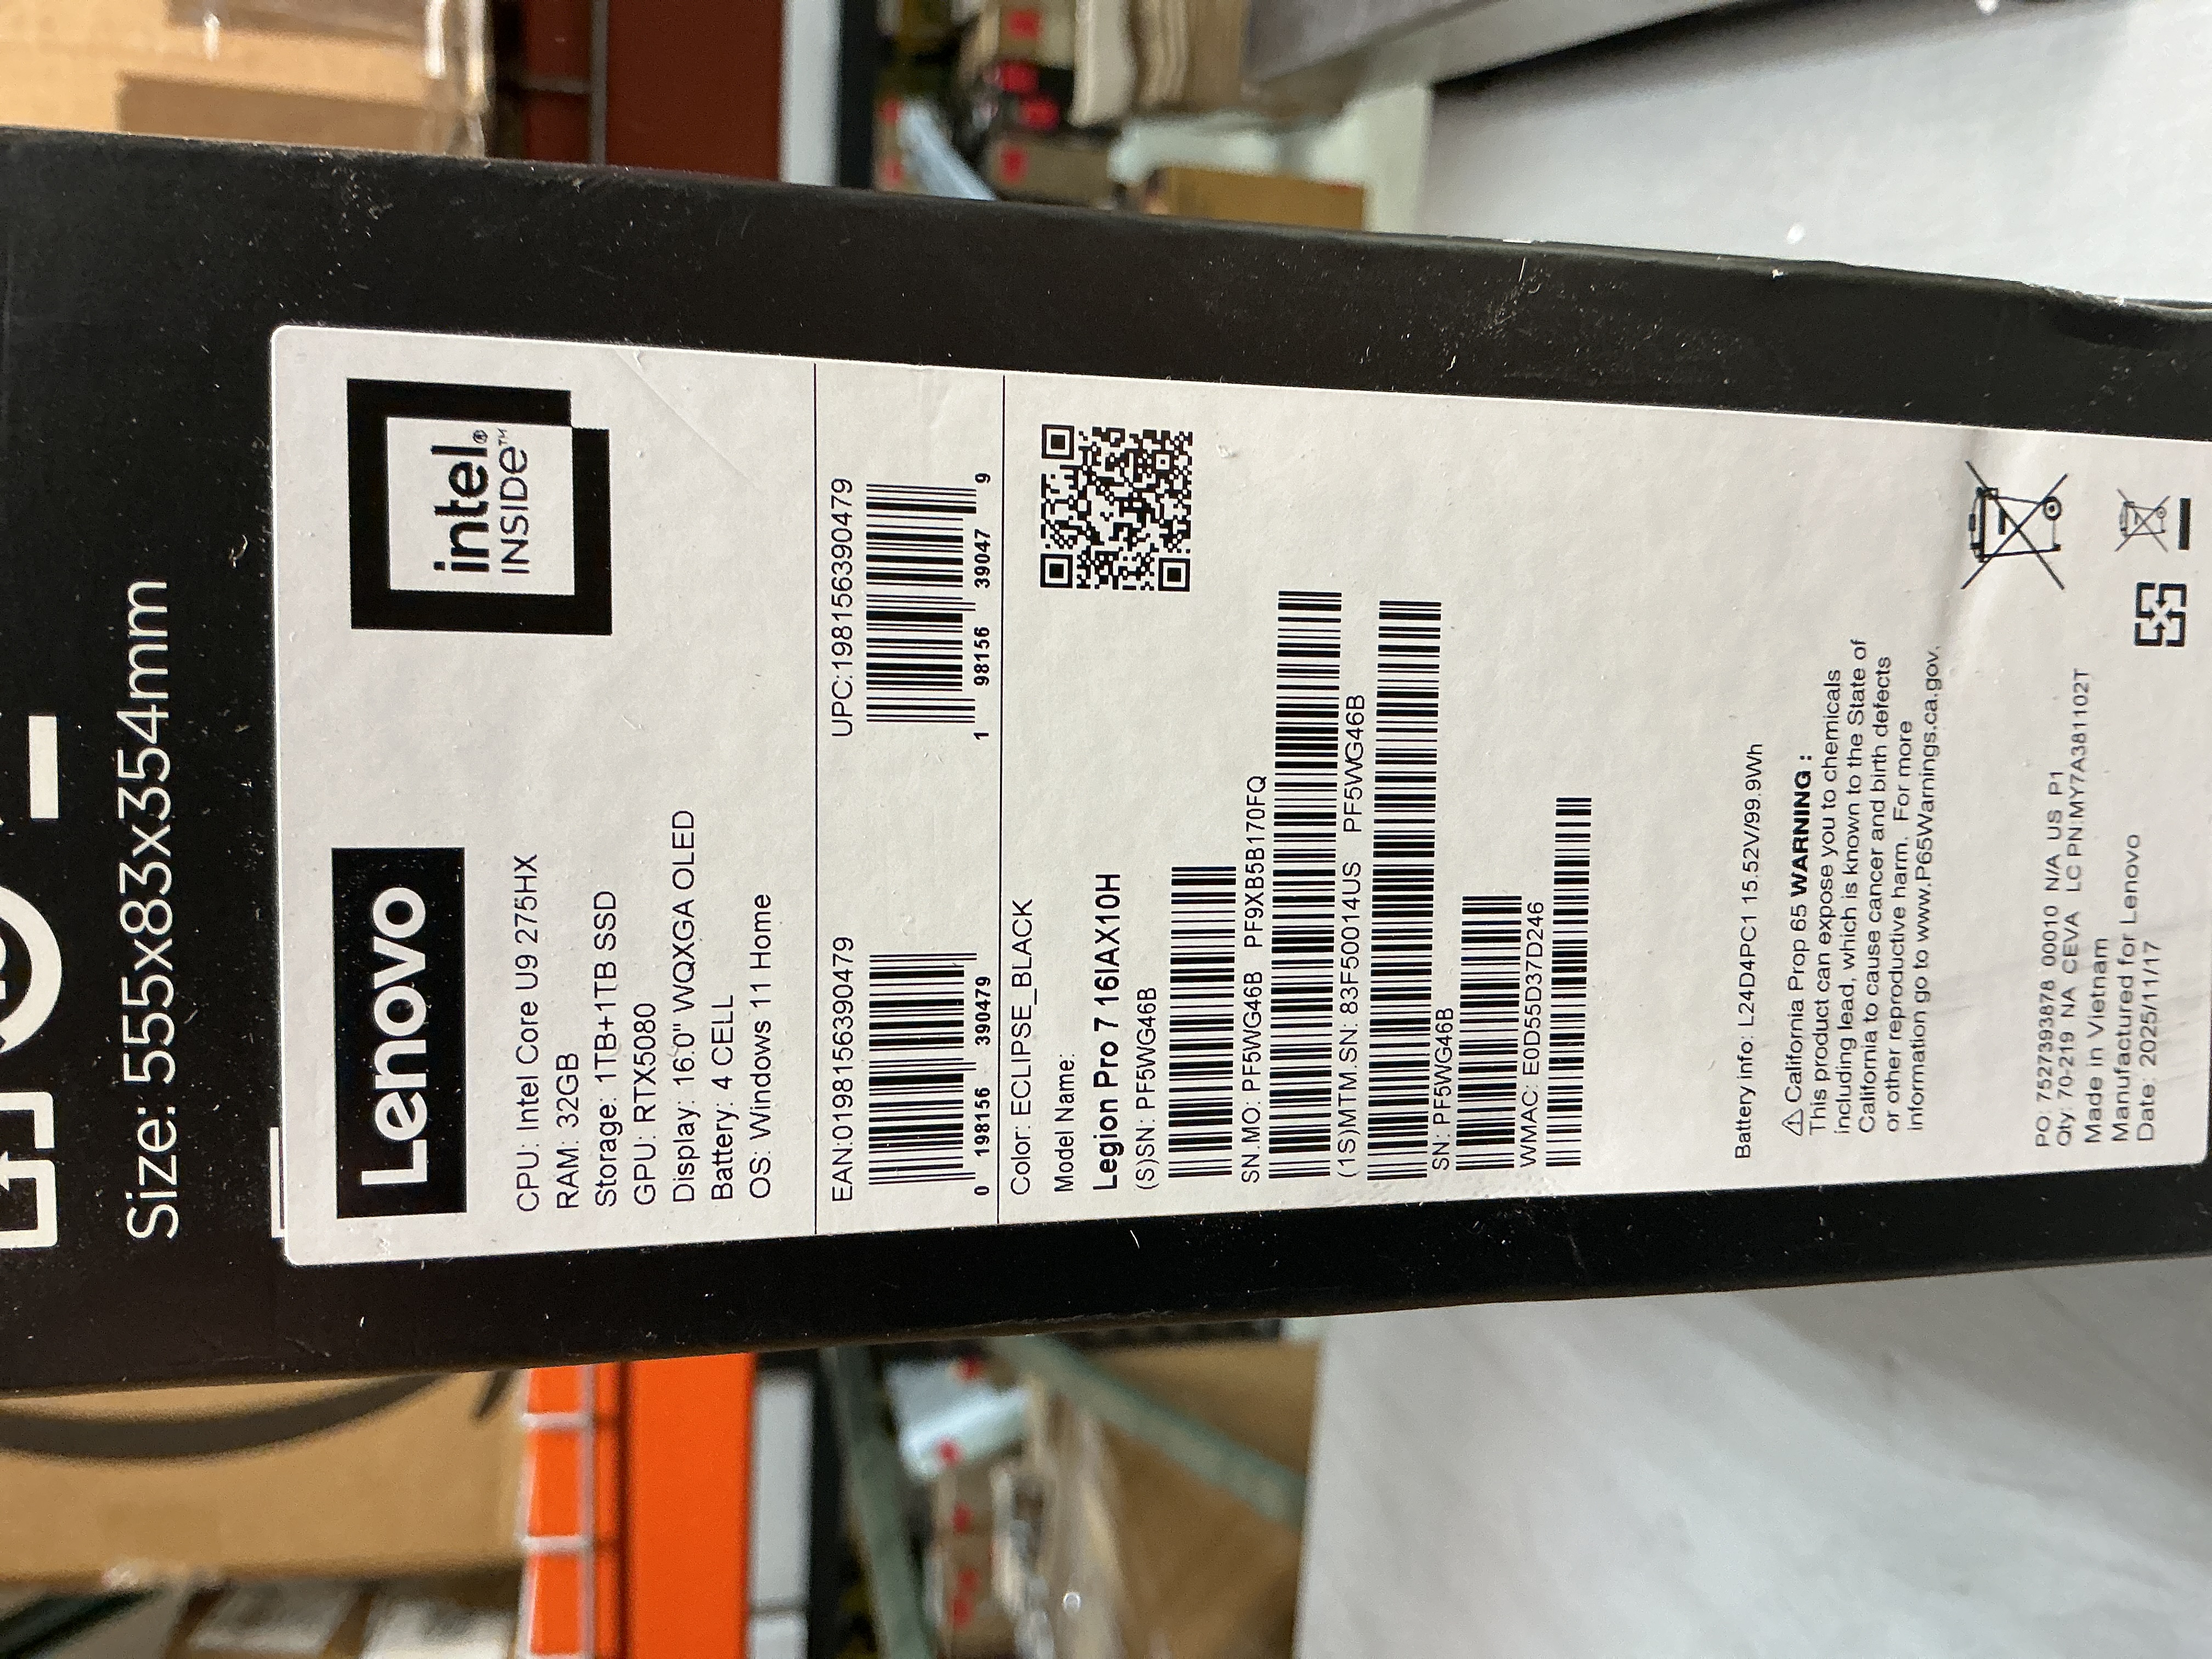 Size: 555x83x354mm
Lenovo
intel®
INSIDE™
CPU: Intel Core U9 275HX
RAM: 32GB
Storage: 1TB+1TB SSD
GPU: RTX5080
Display: 16.0" WQXGA OLED
Battery: 4 CELL
OS: Windows 11 Home
EAN:0198156390479
0 198156 390479
UPC:198156390479
1 98156 39047 9
Color: ECLIPSE_BLACK
Model Name:
Legion Pro 7 16IAX10H
(S)SN: PF5WG46B
SN.MO: PF5WG46B PF9XB5B170FQ
(1S)MTM.SN: 83F50014US PF5WG46B
SN: PF5WG46B
WMAC: E0D55D37D246
Battery info: L24D4PC1 15.52V/99.9Wh
⚠ California Prop 65 WARNING :
This product can expose you to chemicals
including lead, which is known to the State of
California to cause cancer and birth defects
or other reproductive harm. For more
information go to www.P65Warnings.ca.gov.
PO: 7527393878 00010 N/A US P1
Qty: 70-219 NA CEVA LC PN:MY7A381102T
Made in Vietnam
Manufactured for Lenovo
Date: 2025/11/17